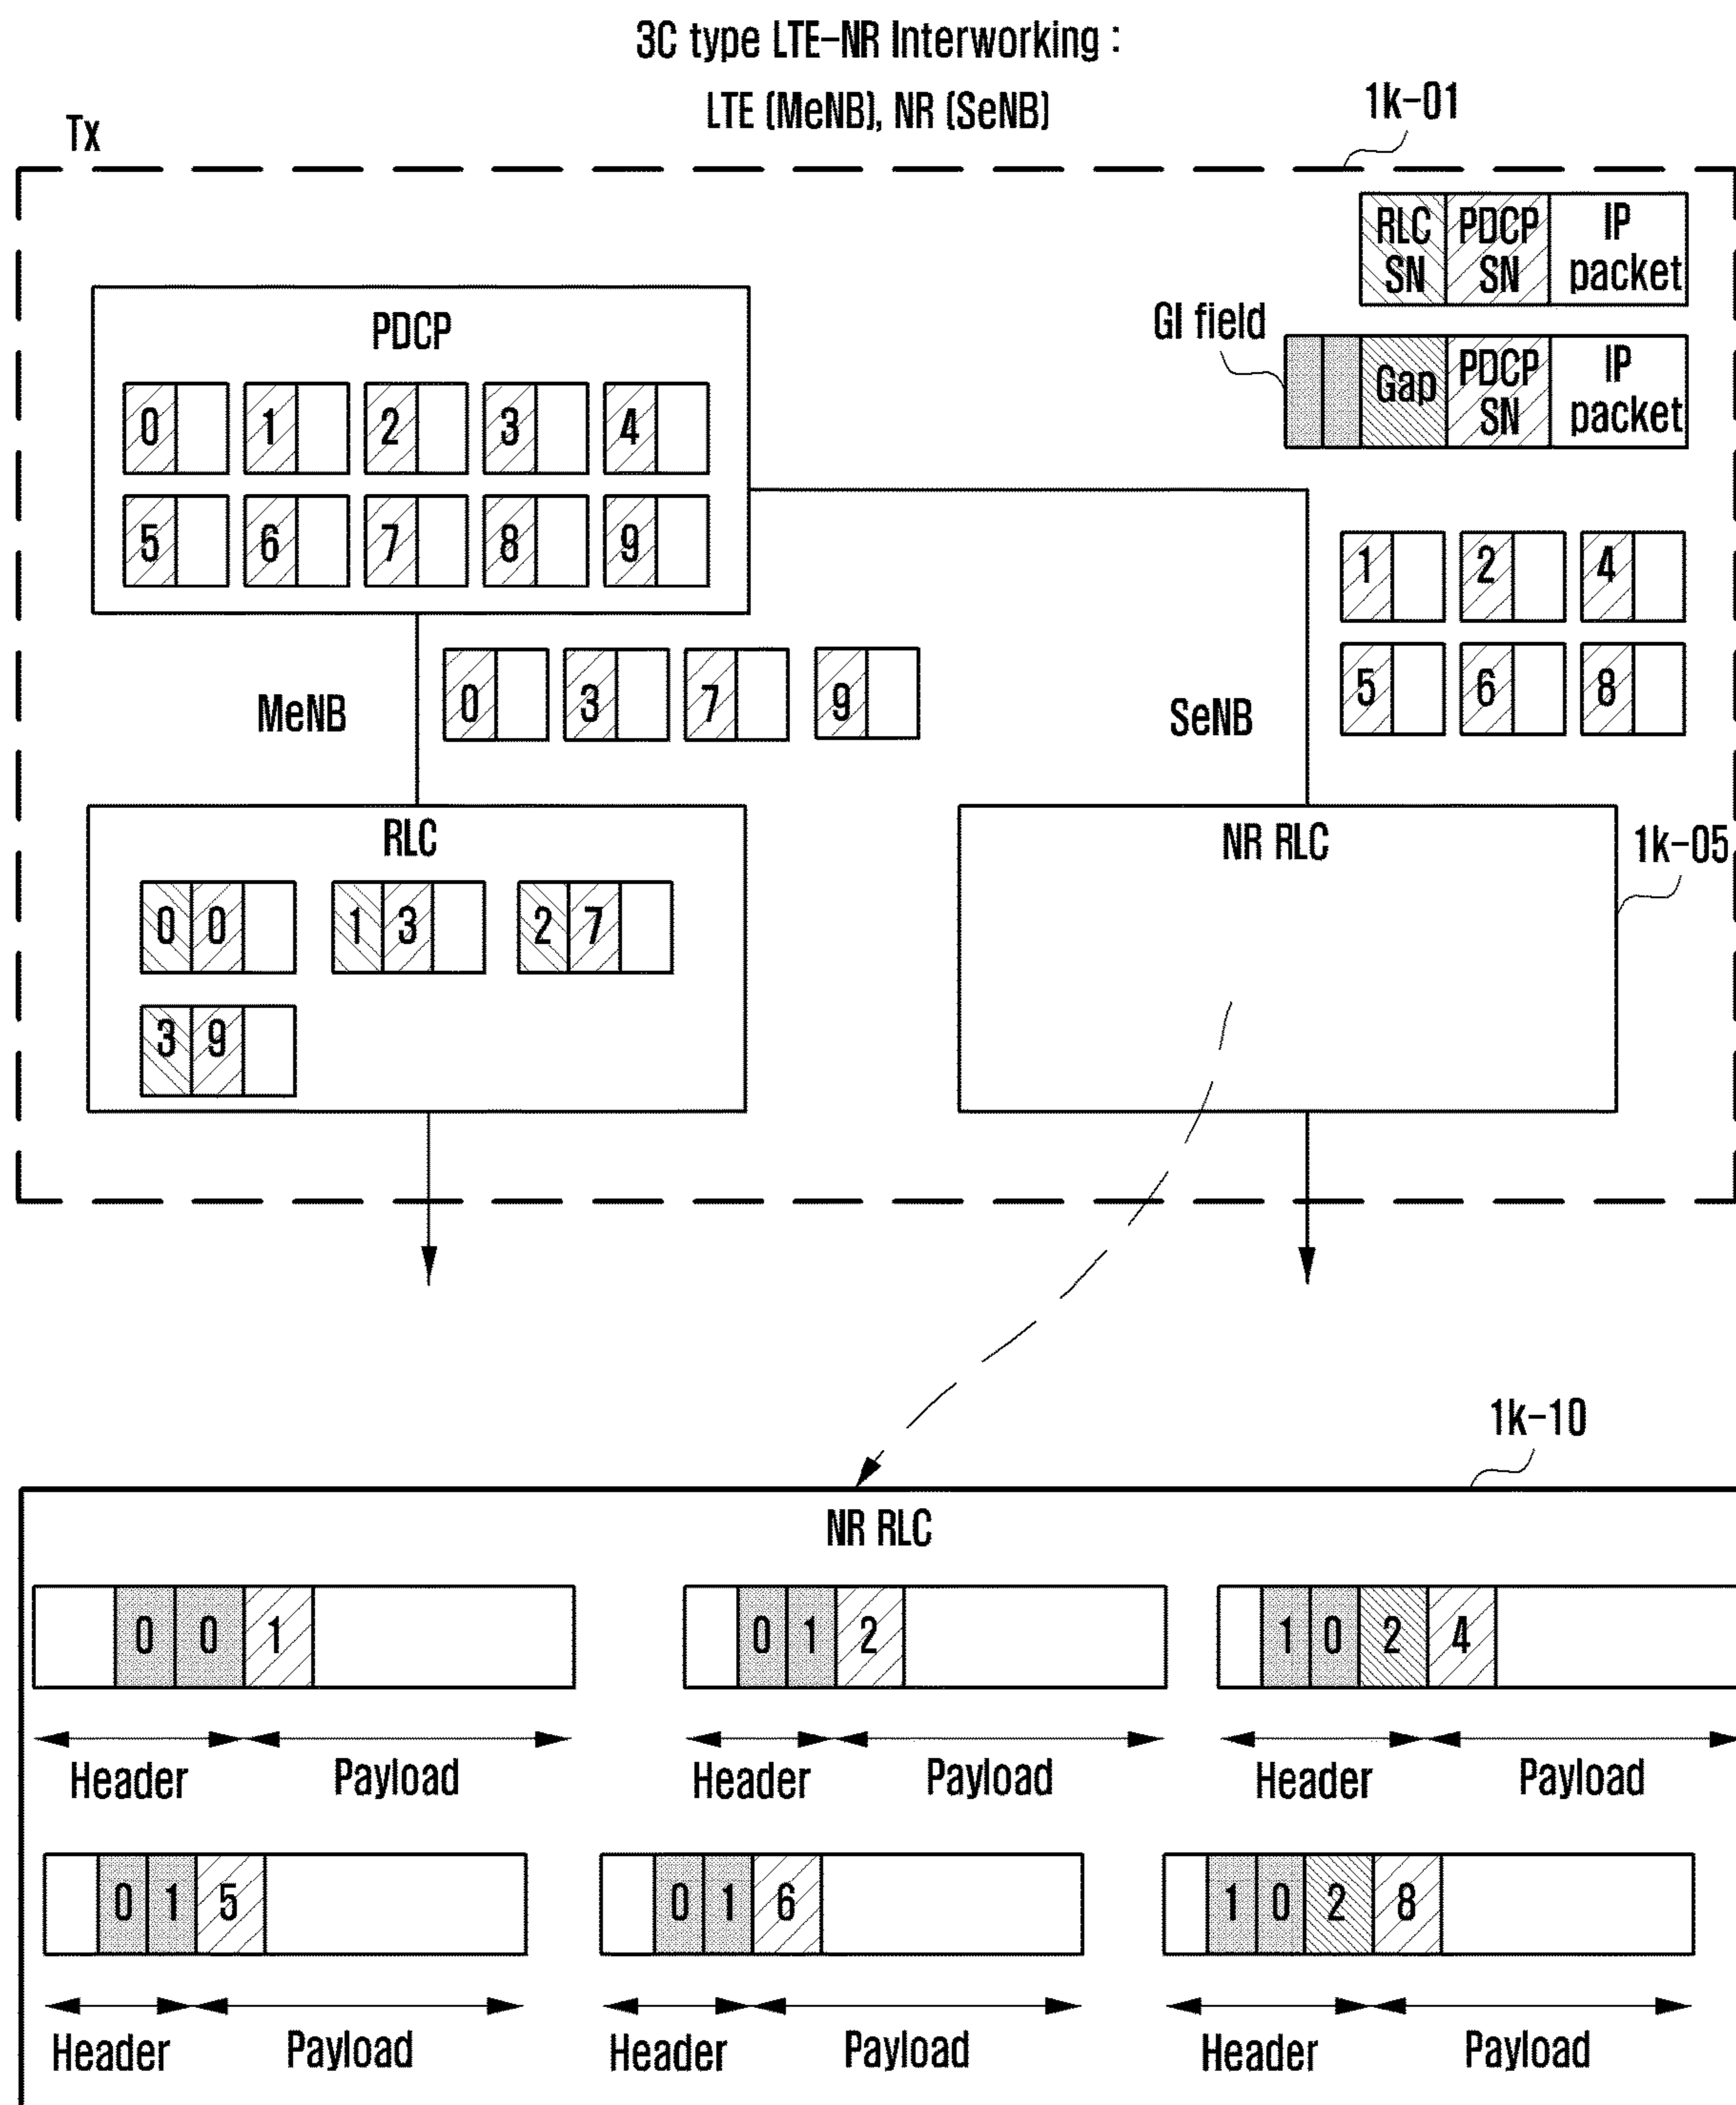 3C type LTE-NR Interworking :
LTE (MeNB), NR (SeNB)
Tx
1k-01
RLC SN
PDCP SN
IP packet
GI field
Gap
PDCP SN
IP packet
PDCP
0 1 2 3 4
5 6 7 8 9
1 2 4
5 6 8
MeNB
0 3 7 9
SeNB
RLC
0 0 1 3 2 7
3 9
NR RLC
1k-05
1k-10
NR RLC
0 0 1 0 1 2 1 0 2 4
Header Payload Header Payload Header Payload
0 1 5 0 1 6 1 0 2 8
Header Payload Header Payload Header Payload